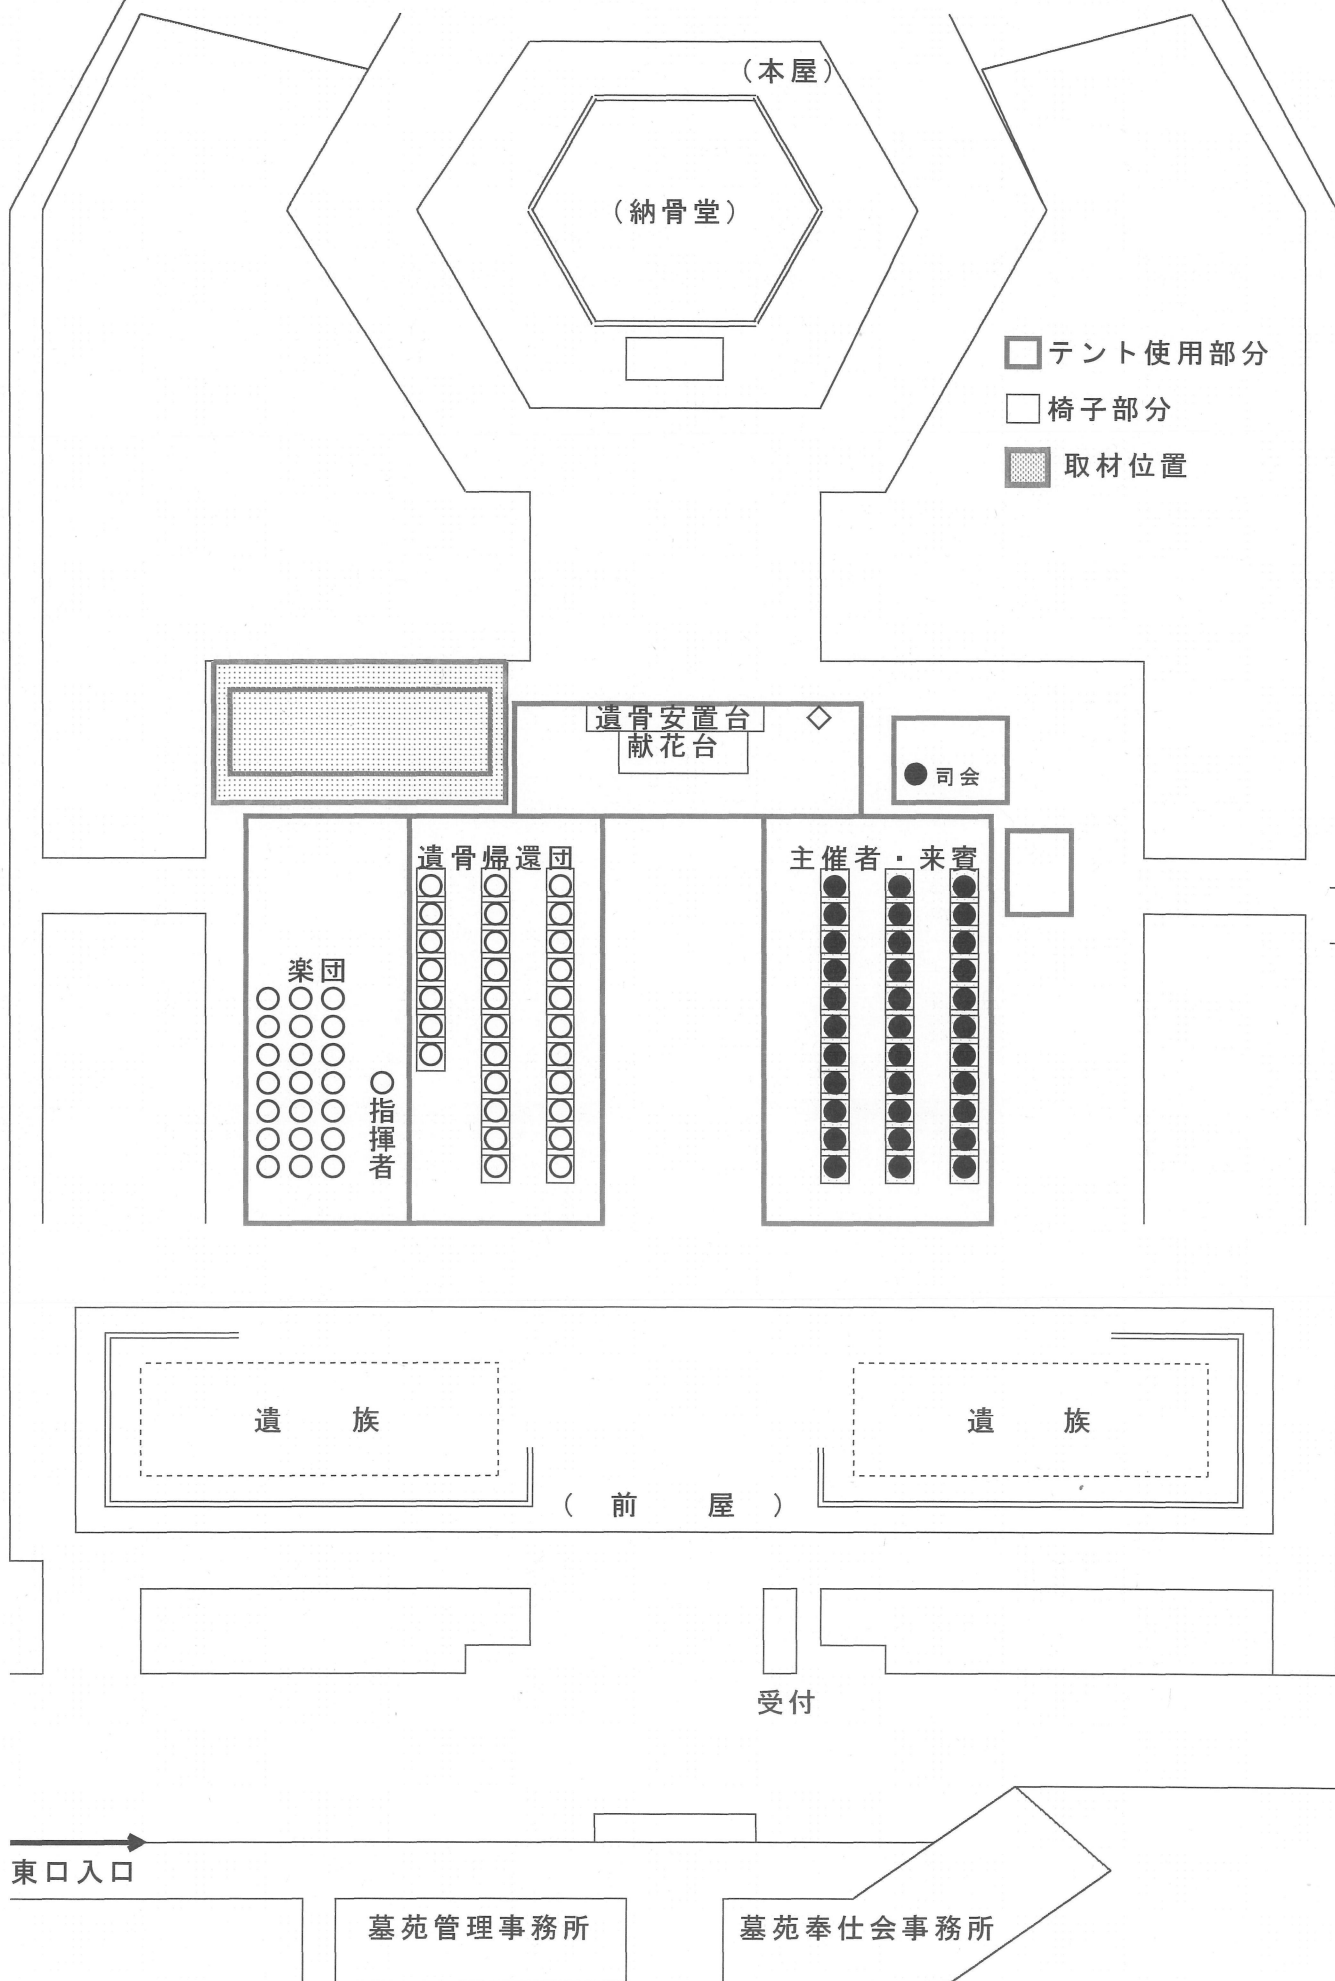 （本屋）
（納骨堂）
テント使用部分
椅子部分
取材位置
遺骨安置台
献花台
司会
遺骨帰還団
主催者・来賓
楽団
指揮者
遺　族
遺　族
（　前　屋　）
受付
東口入口
墓苑管理事務所
墓苑奉仕会事務所